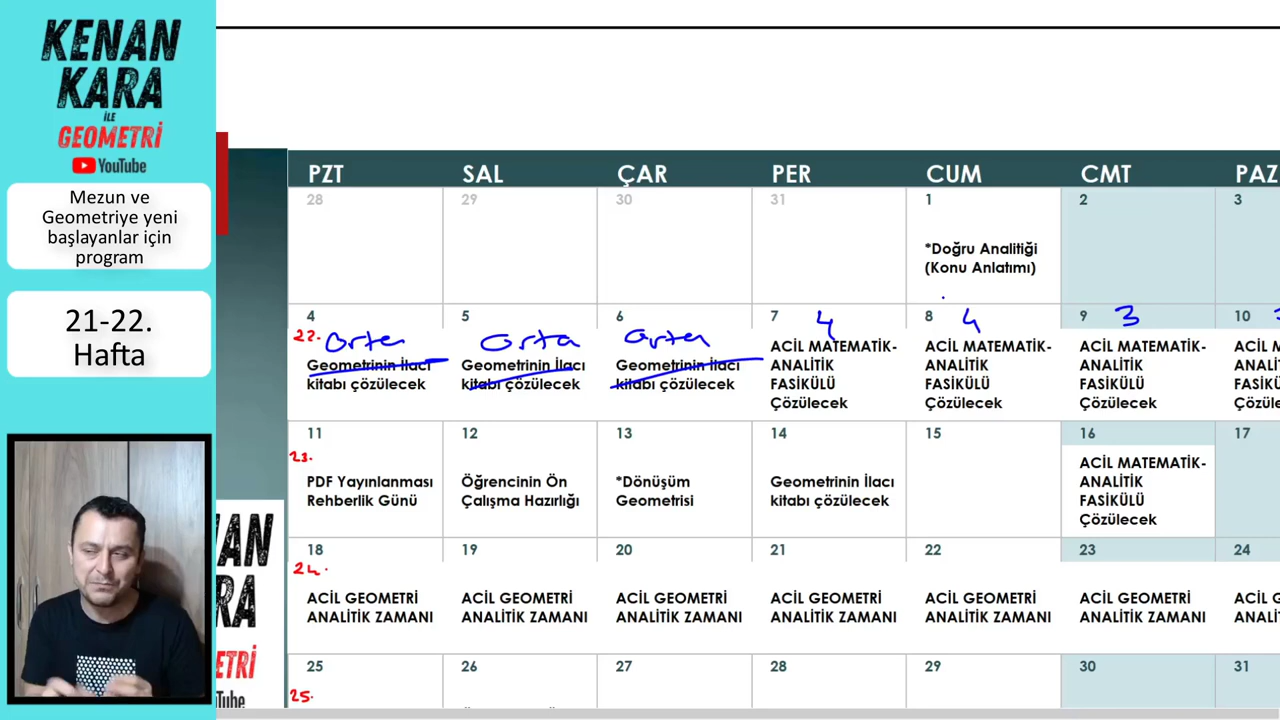 KENAN
KARA
İLE
GEOMETRİ
YouTube
Mezun ve
Geometriye yeni
başlayanlar için
program
21-22.
Hafta
PZT SAL ÇAR PER CUM CMT PAZ
28 29 30 31 1 2 3
*Doğru Analitiği
(Konu Anlatımı)
4 5 6 7 8 9 10
22. Orta Orta Orta 4 4 3
Geometrinin İlacı
kitabı çözülecek
Geometrinin İlacı
kitabı çözülecek
Geometrinin İlacı
kitabı çözülecek
ACİL MATEMATİK-
ANALİTİK
FASİKÜLÜ
Çözülecek
ACİL MATEMATİK-
ANALİTİK
FASİKÜLÜ
Çözülecek
ACİL MATEMATİK-
ANALİTİK
FASİKÜLÜ
Çözülecek
11 12 13 14 15 16 17
23.
PDF Yayınlanması
Rehberlik Günü
Öğrencinin Ön
Çalışma Hazırlığı
*Dönüşüm
Geometrisi
Geometrinin İlacı
kitabı çözülecek
ACİL MATEMATİK-
ANALİTİK
FASİKÜLÜ
Çözülecek
18 19 20 21 22 23 24
24.
ACİL GEOMETRİ
ANALİTİK ZAMANI
ACİL GEOMETRİ
ANALİTİK ZAMANI
ACİL GEOMETRİ
ANALİTİK ZAMANI
ACİL GEOMETRİ
ANALİTİK ZAMANI
ACİL GEOMETRİ
ANALİTİK ZAMANI
ACİL GEOMETRİ
ANALİTİK ZAMANI
25 26 27 28 29 30 31
25.